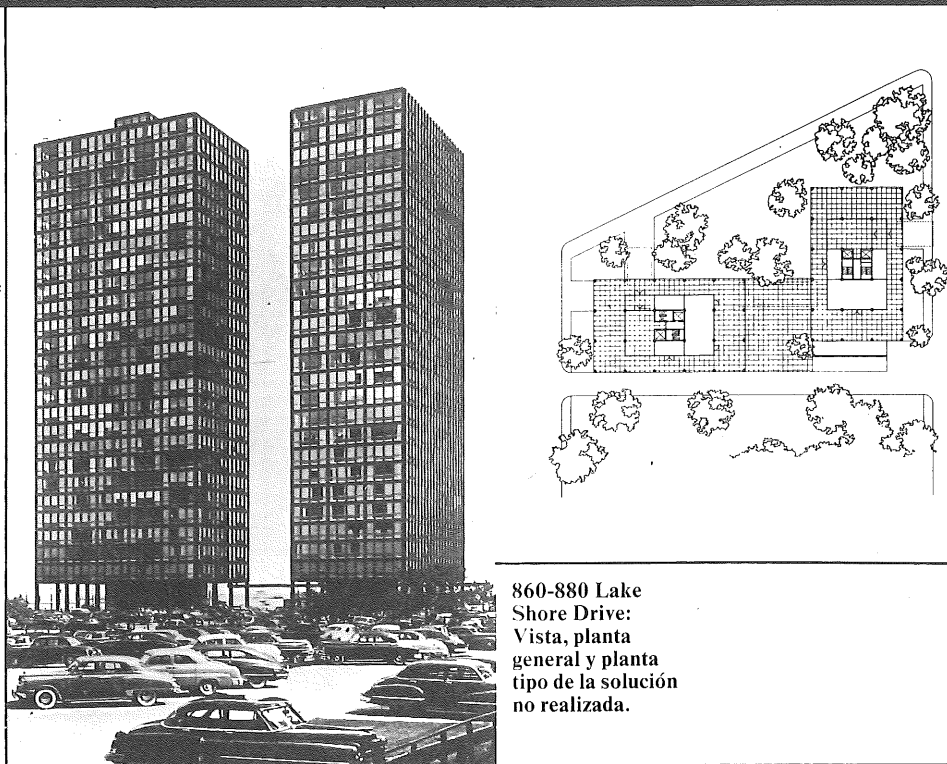 860-880 Lake
Shore Drive:
Vista, planta
general y planta
tipo de la solución
no realizada.